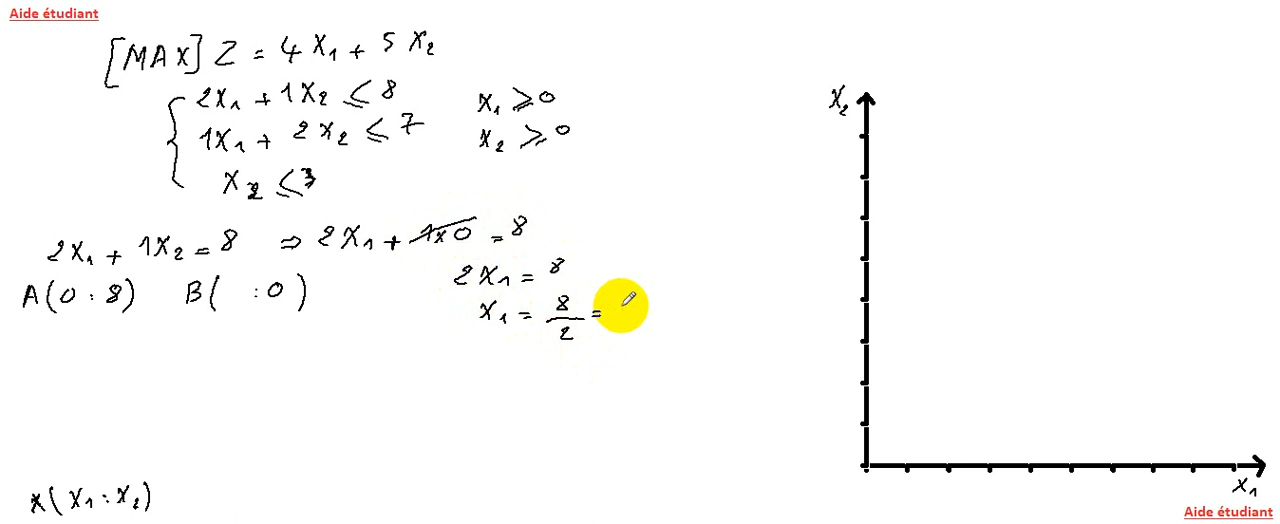 Aide étudiant
[MAX] Z = 4 X₁ + 5 X₂
2X₁ + 1X₂ ≤ 8 X₁ ≥ 0
1X₁ + 2X₂ ≤ 7 X₂ ≥ 0
X₂ ≤ 3
2X₁ + 1X₂ = 8 ⇒ 2X₁ + 1x0 = 8
2X₁ = 8
A(0 : 8) B( : 0)
X₁ = 8/2 =
X₂
X₁
x(X₁ : X₂)
Aide étudiant